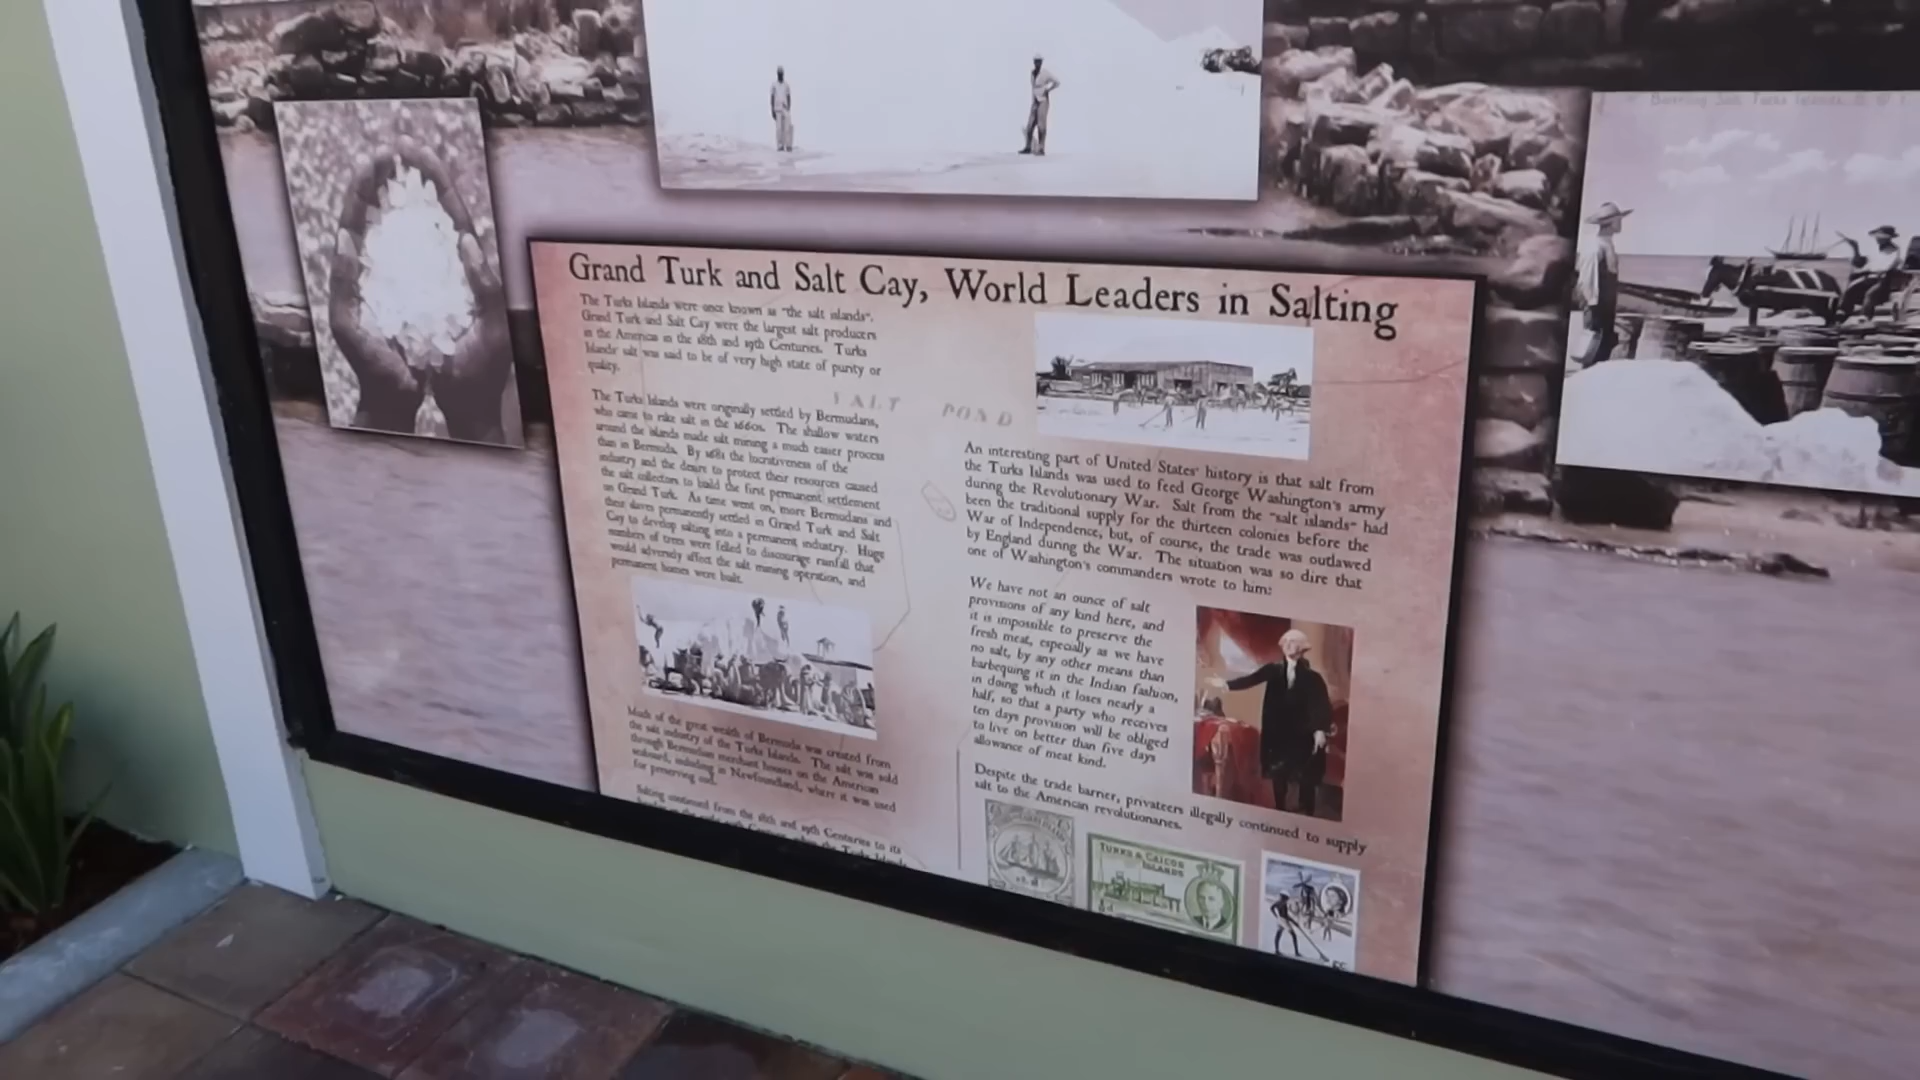 Bearing Salt, Turks Islands, B W I
Grand Turk and Salt Cay, World Leaders in Salting
The Turks Islands were once known as "the salt islands".
Grand Turk and Salt Cay were the largest salt producers
in the Americas in the 18th and 19th Centuries. Turks
Islands' salt was said to be of very high state of purity or
quality.
The Turks Islands were originally settled by Bermudans,
who came to rake salt in the 1660s. The shallow waters
around the islands made salt mining a much easier process
than in Bermuda. By 1681 the lucrativeness of the
industry and the desire to protect their resources caused
the salt collectors to build the first permanent settlement
on Grand Turk. As time went on, more Bermudans and
their slaves permanently settled in Grand Turk and Salt
Cay to develop salting into a permanent industry. Huge
numbers of trees were felled to discourage rainfall that
would adversely affect the salt mining operation, and
permanent homes were built.
Much of the great wealth of Bermuda was created from
the salt industry of the Turks Islands. The salt was sold
through Bermudian merchant houses on the American
seaboard, including in Newfoundland, where it was used
for preserving cod.
Salting continued from the 18th and 19th Centuries to its
the Turks Islands
SALT POND
An interesting part of United States' history is that salt from
the Turks Islands was used to feed George Washington's army
during the Revolutionary War. Salt from the "salt islands" had
been the traditional supply for the thirteen colonies before the
War of Independence, but, of course, the trade was outlawed
by England during the War. The situation was so dire that
one of Washington's commanders wrote to him:
We have not an ounce of salt
provisions of any kind here, and
it is impossible to preserve the
fresh meat, especially as we have
no salt, by any other means than
barbequing it in the Indian fashion,
in doing which it loses nearly a
half, so that a party who receives
ten days provision will be obliged
to live on better than five days
allowance of meat kind.
Despite the trade barrier, privateers illegally continued to supply
salt to the American revolutionaries.
TURKS & CAICOS
ISLANDS